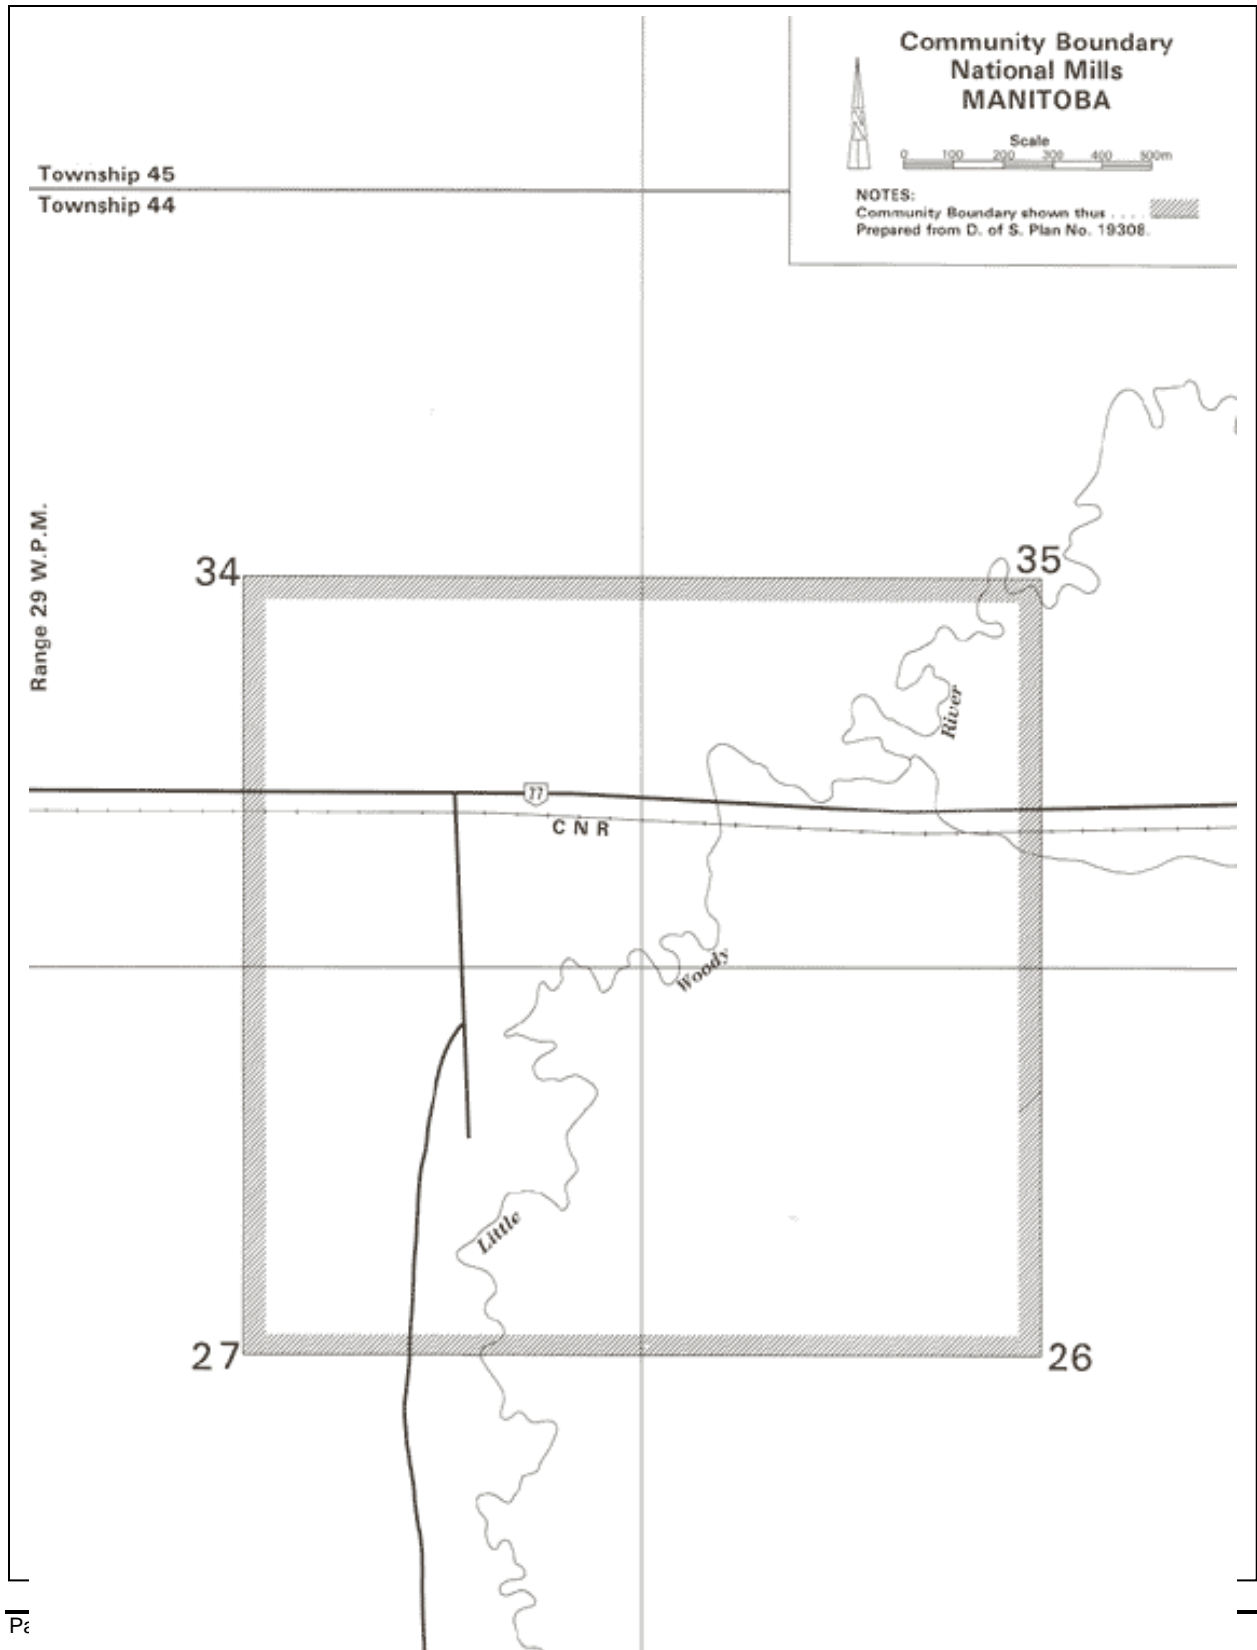 Community Boundary
National Mills
MANITOBA
Scale
0 100 200 300 400 500m
NOTES:
Community Boundary shown thus ....
Prepared from D. of S. Plan No. 19308.
Township 45
Township 44
Range 29 W.P.M.
34
35
River
77
C N R
Woody
Little
27
26